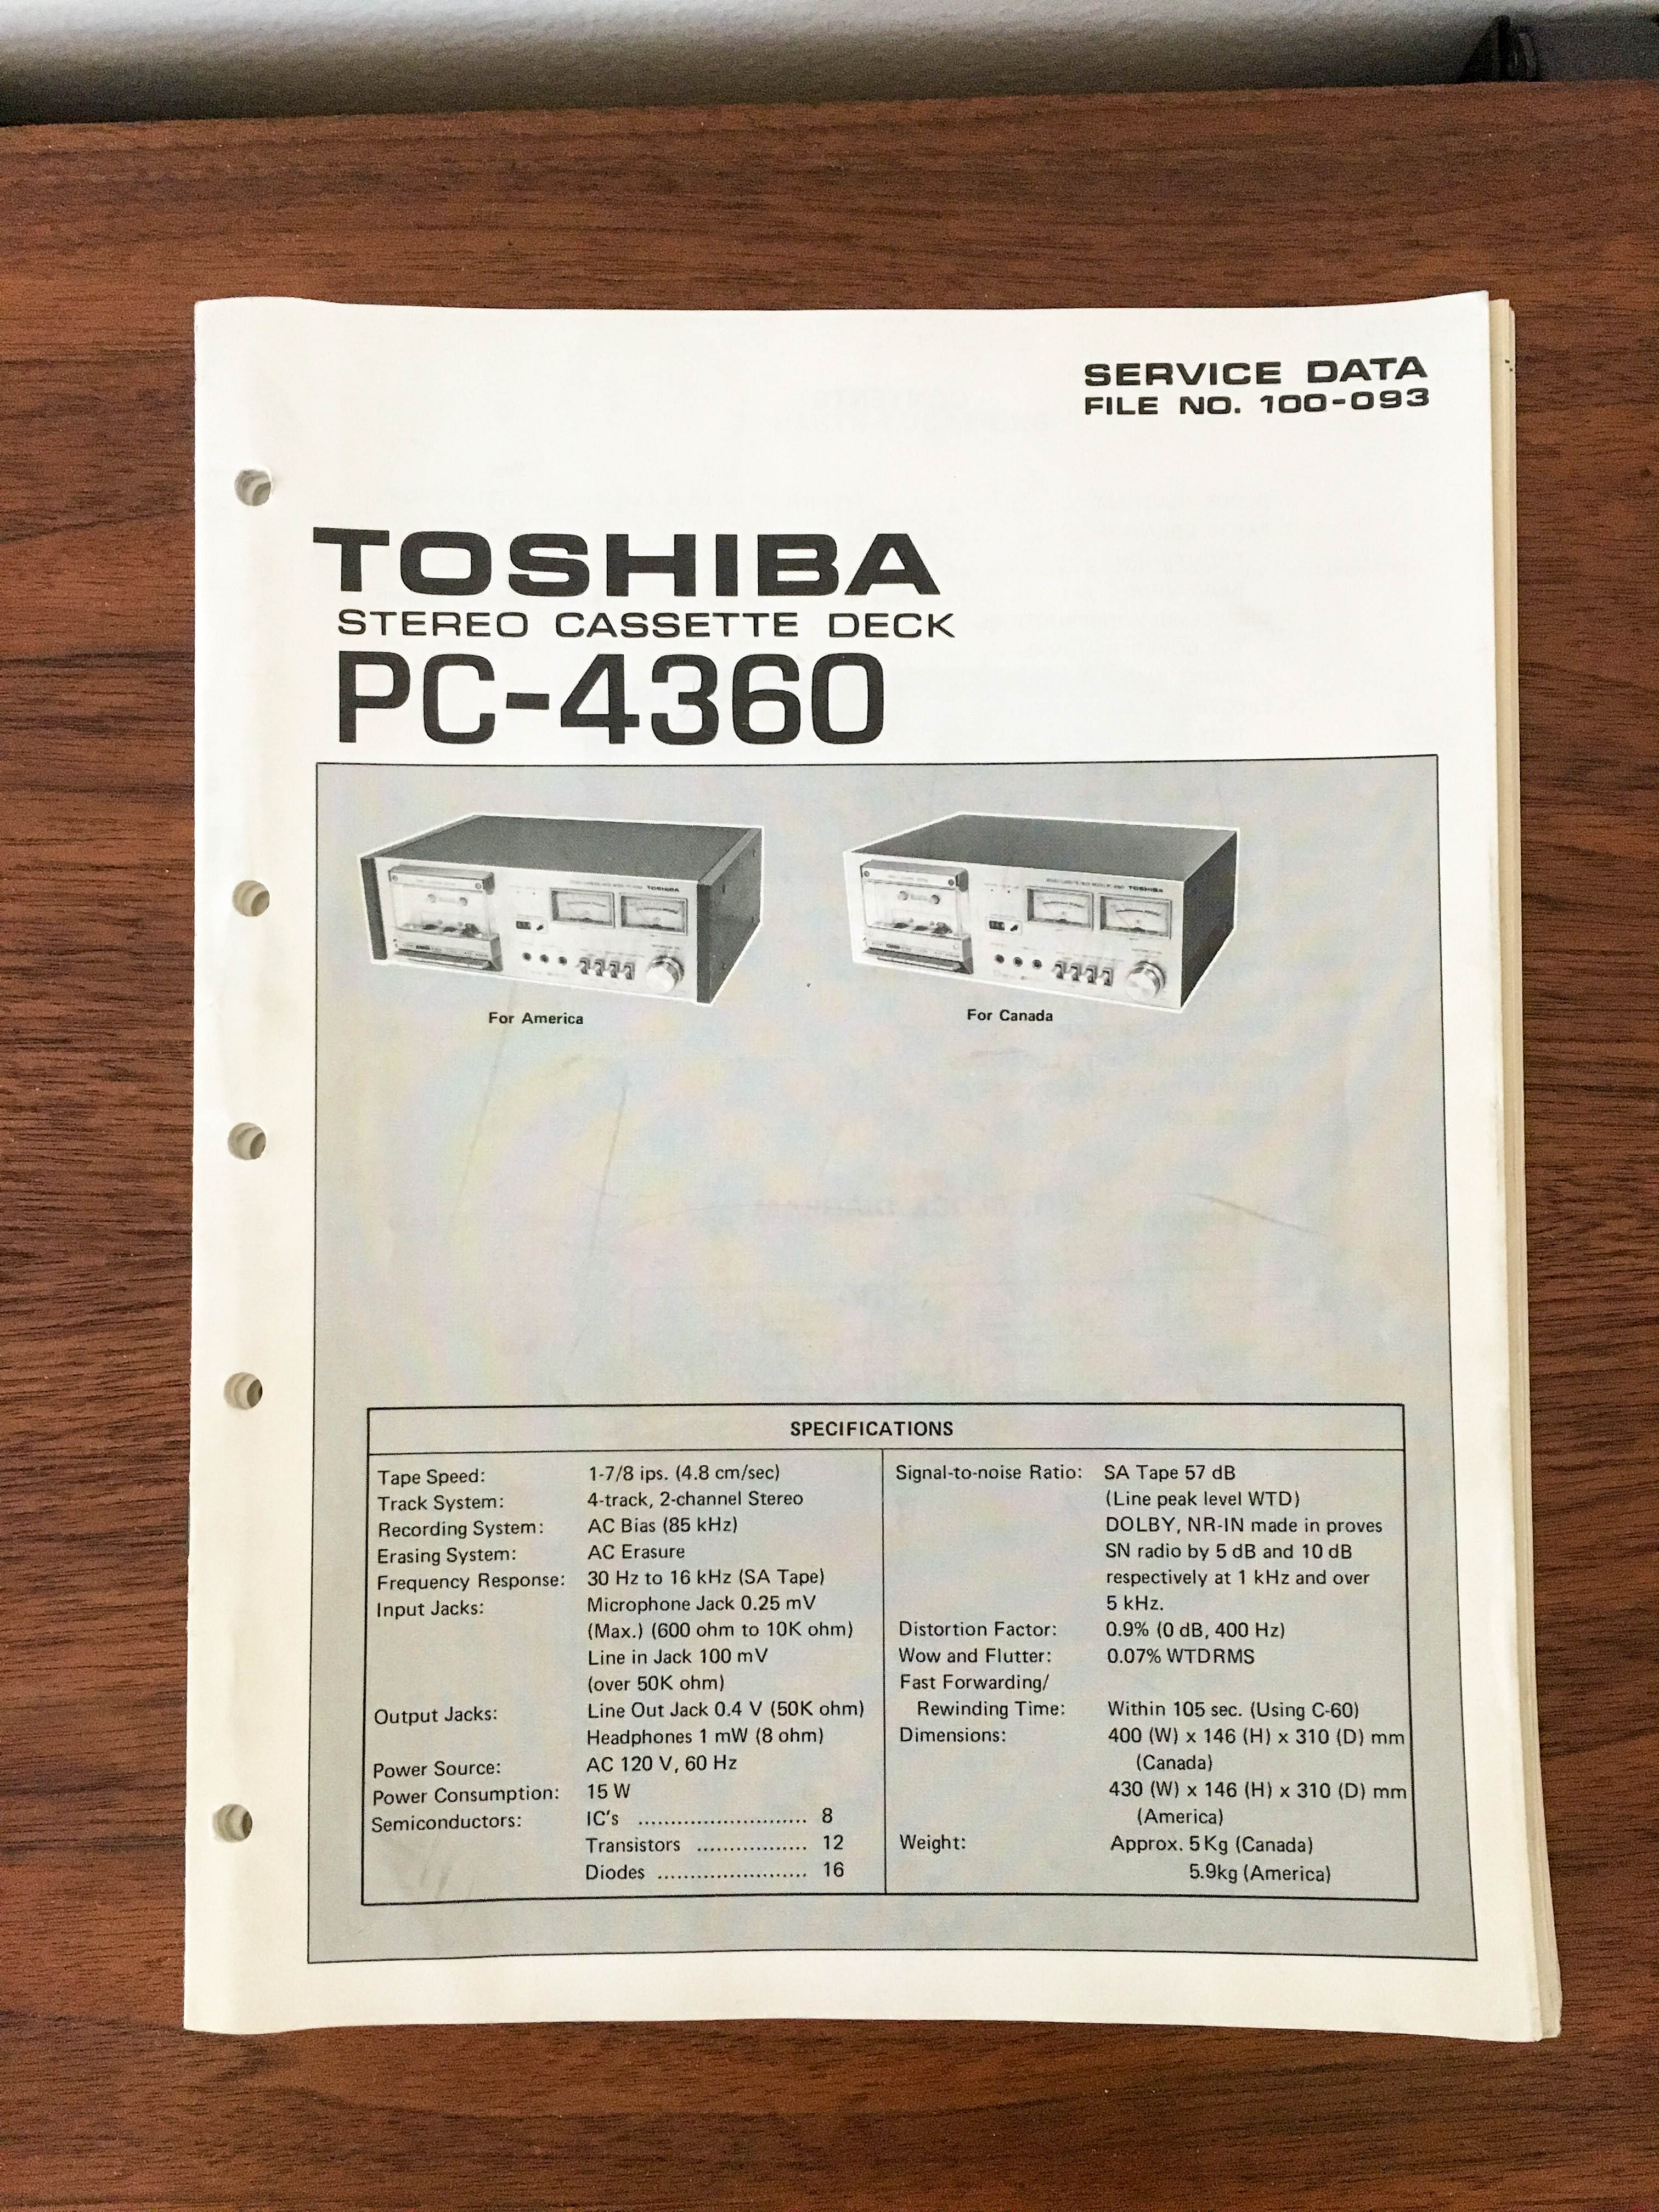 SERVICE DATA
FILE NO. 100-093
TOSHIBA
STEREO CASSETTE DECK
PC-4360
TOSHIBA
TOSHIBA
For America
For Canada
SPECIFICATIONS
Tape Speed: 1-7/8 ips. (4.8 cm/sec)
Track System: 4-track, 2-channel Stereo
Recording System: AC Bias (85 kHz)
Erasing System: AC Erasure
Frequency Response: 30 Hz to 16 kHz (SA Tape)
Input Jacks: Microphone Jack 0.25 mV
(Max.) (600 ohm to 10K ohm)
Line in Jack 100 mV
(over 50K ohm)
Output Jacks: Line Out Jack 0.4 V (50K ohm)
Headphones 1 mW (8 ohm)
Power Source: AC 120 V, 60 Hz
Power Consumption: 15 W
Semiconductors: IC's .......................... 8
Transistors ................. 12
Diodes ....................... 16
Signal-to-noise Ratio: SA Tape 57 dB
(Line peak level WTD)
DOLBY, NR-IN made in proves
SN radio by 5 dB and 10 dB
respectively at 1 kHz and over
5 kHz.
Distortion Factor: 0.9% (0 dB, 400 Hz)
Wow and Flutter: 0.07% WTDRMS
Fast Forwarding/
Rewinding Time: Within 105 sec. (Using C-60)
Dimensions: 400 (W) x 146 (H) x 310 (D) mm
(Canada)
430 (W) x 146 (H) x 310 (D) mm
(America)
Weight: Approx. 5 Kg (Canada)
5.9kg (America)